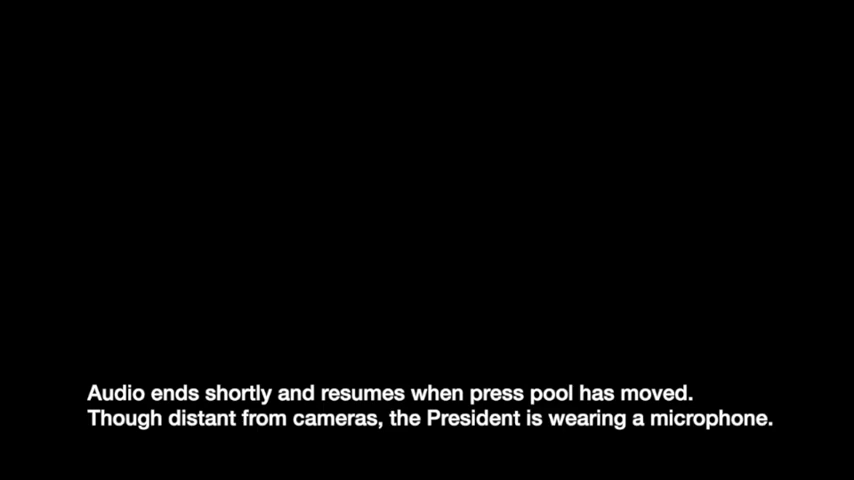 Audio ends shortly and resumes when press pool has moved.
Though distant from cameras, the President is wearing a microphone.